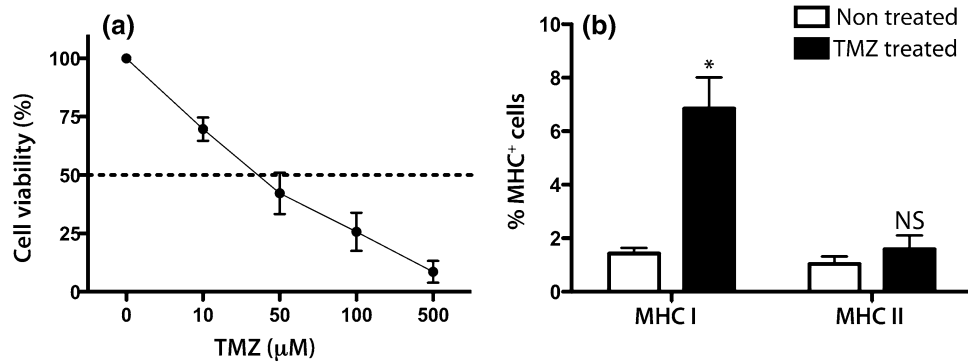 (a)
Cell viability (%)
100
75
50
25
0
0 10 50 100 500
TMZ (μM)
(b)
Non treated
TMZ treated
% MHC⁺ cells
10
8
6
4
2
0
*
NS
MHC I MHC II